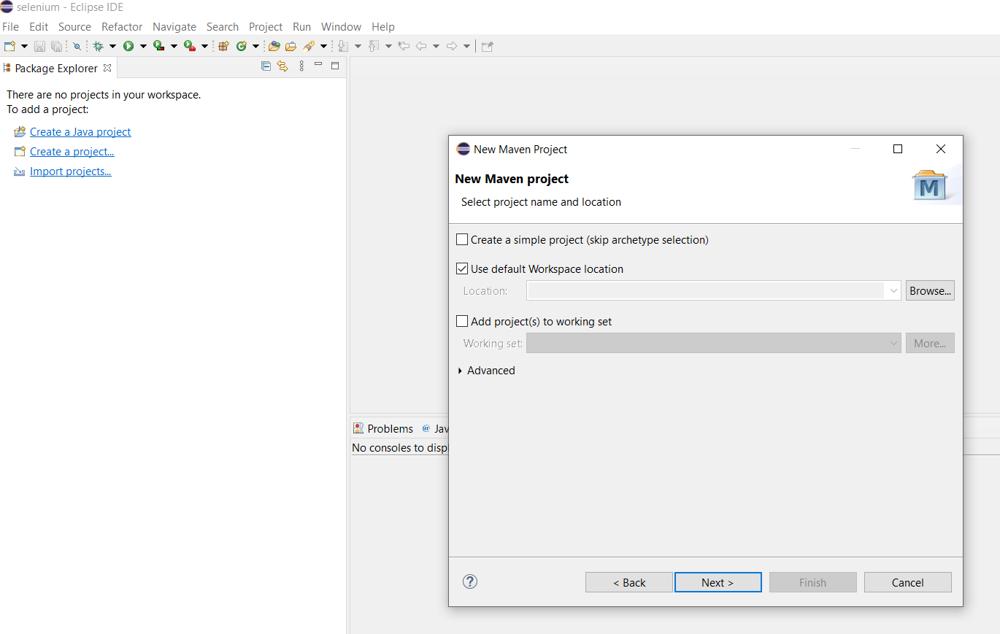 selenium - Eclipse IDE
File Edit Source Refactor Navigate Search Project Run Window Help
Package Explorer
There are no projects in your workspace.
To add a project:
Create a Java project
Create a project...
Import projects...
New Maven Project
New Maven project
Select project name and location
M
Create a simple project (skip archetype selection)
Use default Workspace location
Location:
Browse...
Add project(s) to working set
Working set:
More...
Advanced
Problems @ Jav
No consoles to displ
? < Back Next > Finish Cancel